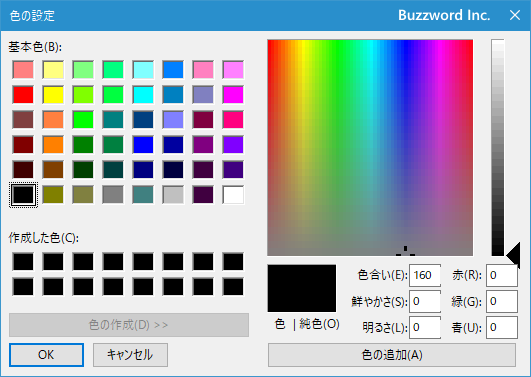 色の設定
Buzzword Inc.
基本色(B):
作成した色(C):
色の作成(D) >>
OK
キャンセル
色 | 純色(O)
色合い(E): 160
鮮やかさ(S): 0
明るさ(L): 0
赤(R): 0
緑(G): 0
青(U): 0
色の追加(A)